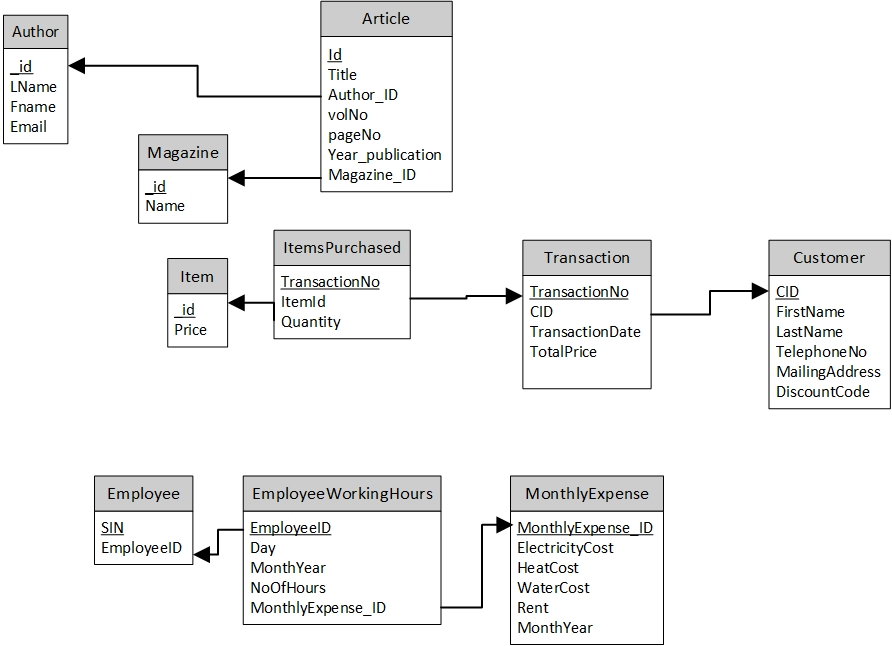 Author
_id
LName
Fname
Email
Article
Id
Title
Author_ID
volNo
pageNo
Year_publication
Magazine_ID
Magazine
_id
Name
Item
_id
Price
ItemsPurchased
TransactionNo
ItemId
Quantity
Transaction
TransactionNo
CID
TransactionDate
TotalPrice
Customer
CID
FirstName
LastName
TelephoneNo
MailingAddress
DiscountCode
Employee
SIN
EmployeeID
EmployeeWorkingHours
EmployeeID
Day
MonthYear
NoOfHours
MonthlyExpense_ID
MonthlyExpense
MonthlyExpense_ID
ElectricityCost
HeatCost
WaterCost
Rent
MonthYear